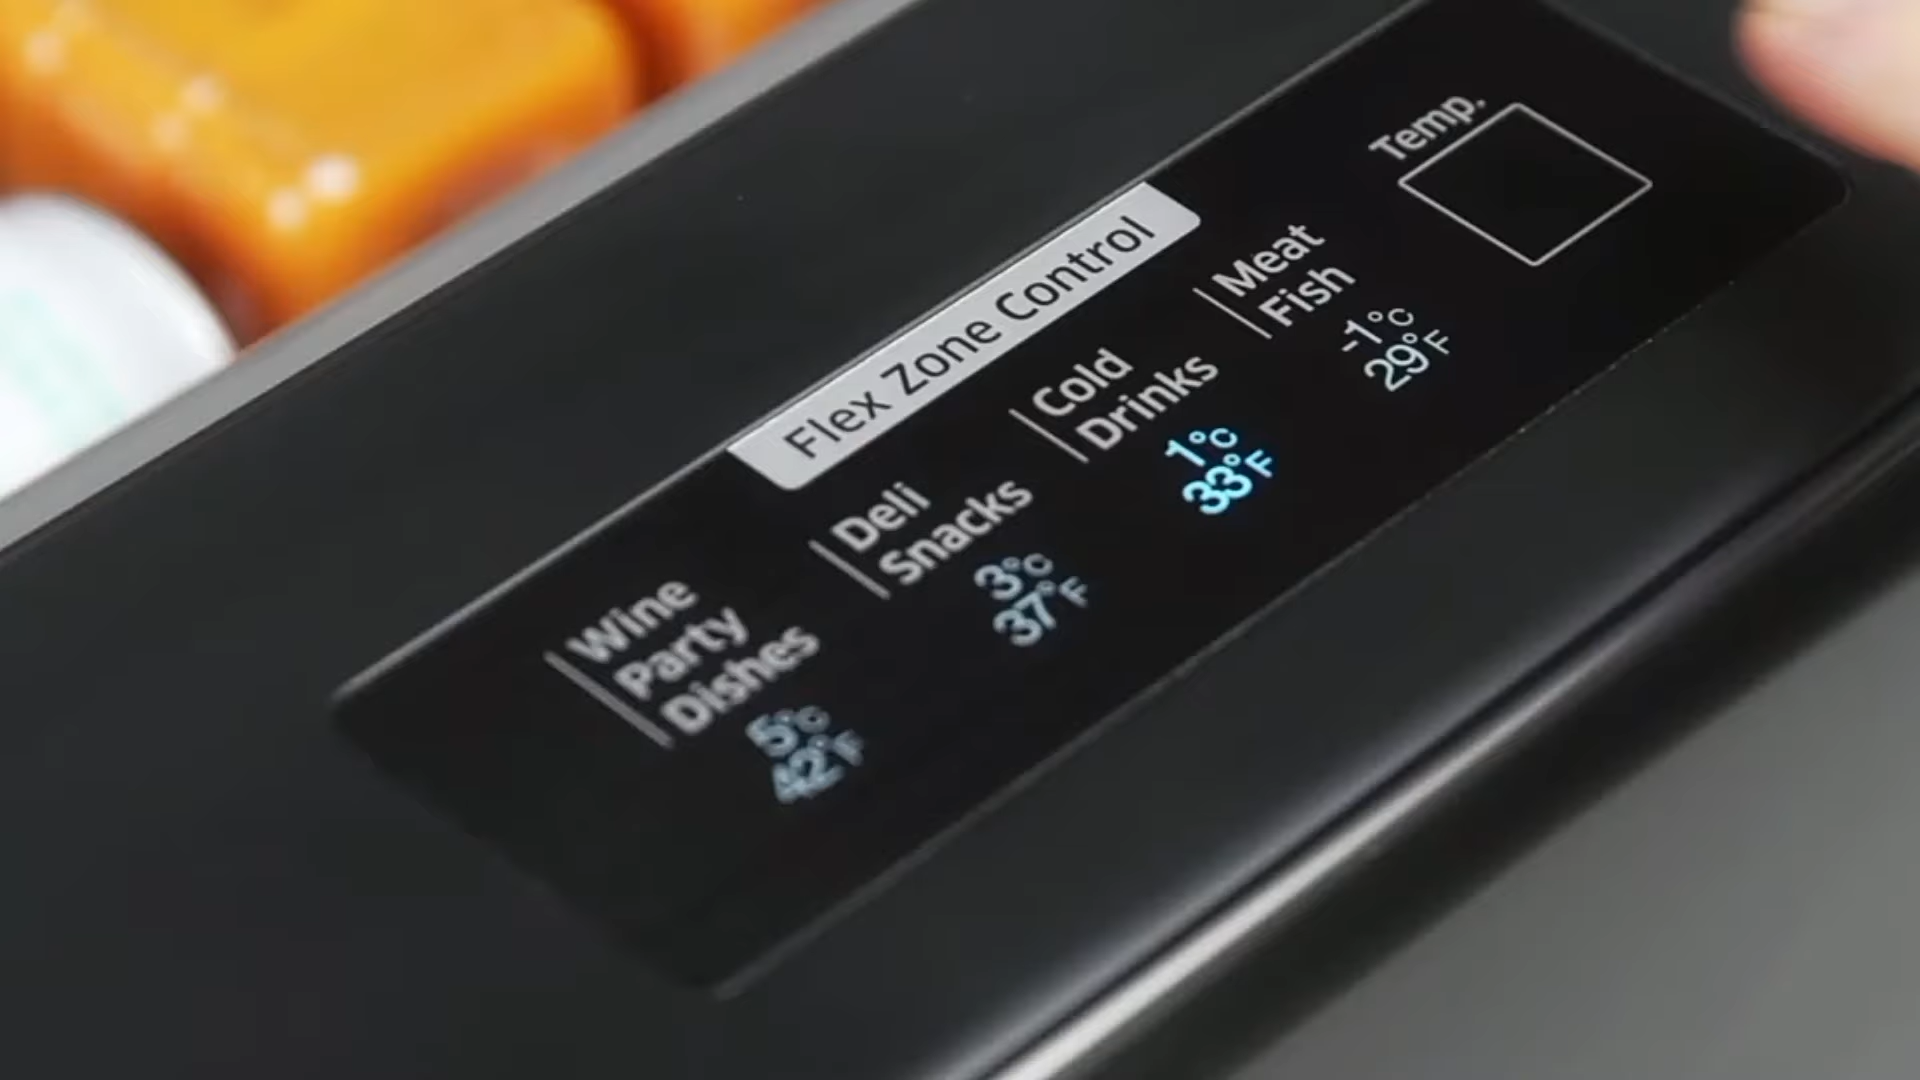 Flex Zone Control
Wine
Party
Dishes
5°C
42°F
Deli
Snacks
3°C
37°F
Cold
Drinks
1°C
33°F
Meat
Fish
-1°C
29°F
Temp.